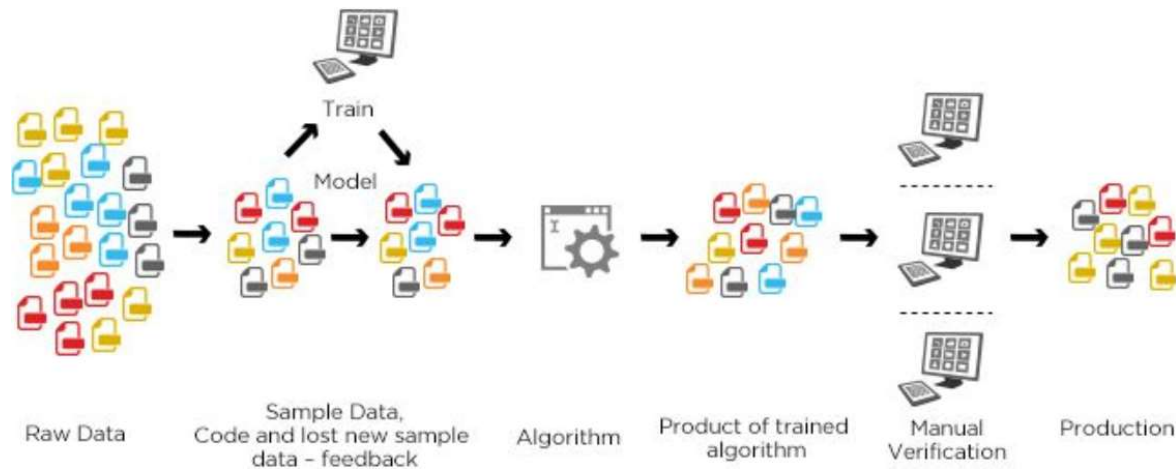 Train
Model
Raw Data
Sample Data,
Code and lost new sample
data – feedback
Algorithm
Product of trained
algorithm
Manual
Verification
Production